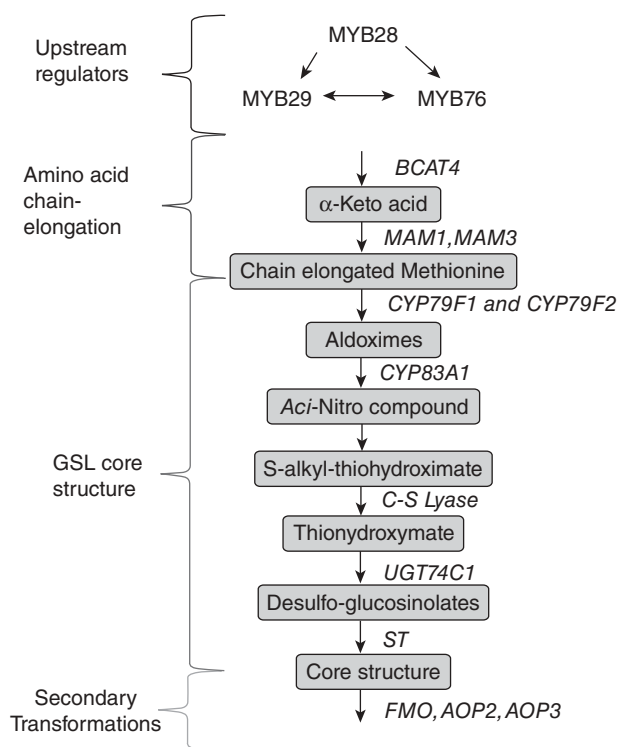 Upstream
regulators
MYB28
MYB29
MYB76
Amino acid
chain-
elongation
BCAT4
α-Keto acid
MAM1, MAM3
Chain elongated Methionine
CYP79F1 and CYP79F2
Aldoximes
CYP83A1
Aci-Nitro compound
GSL core
structure
S-alkyl-thiohydroximate
C-S Lyase
Thionydroxymate
UGT74C1
Desulfo-glucosinolates
ST
Core structure
Secondary
Transformations
FMO, AOP2, AOP3